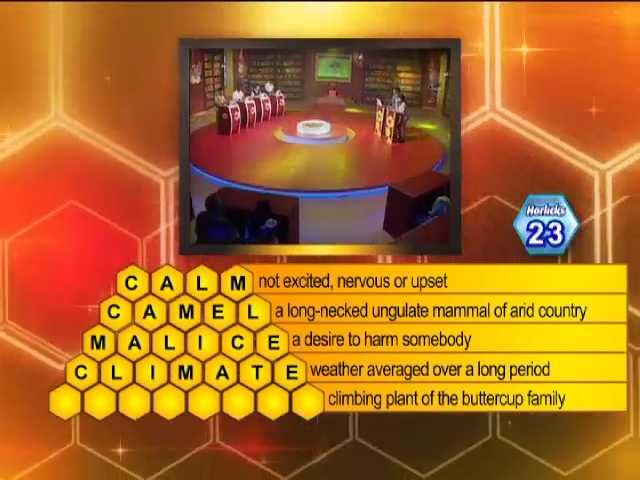 Horlicks
23
CALM not excited, nervous or upset
CAMEL a long-necked ungulate mammal of arid country
MALICE a desire to harm somebody
CLIMATE weather averaged over a long period
climbing plant of the buttercup family